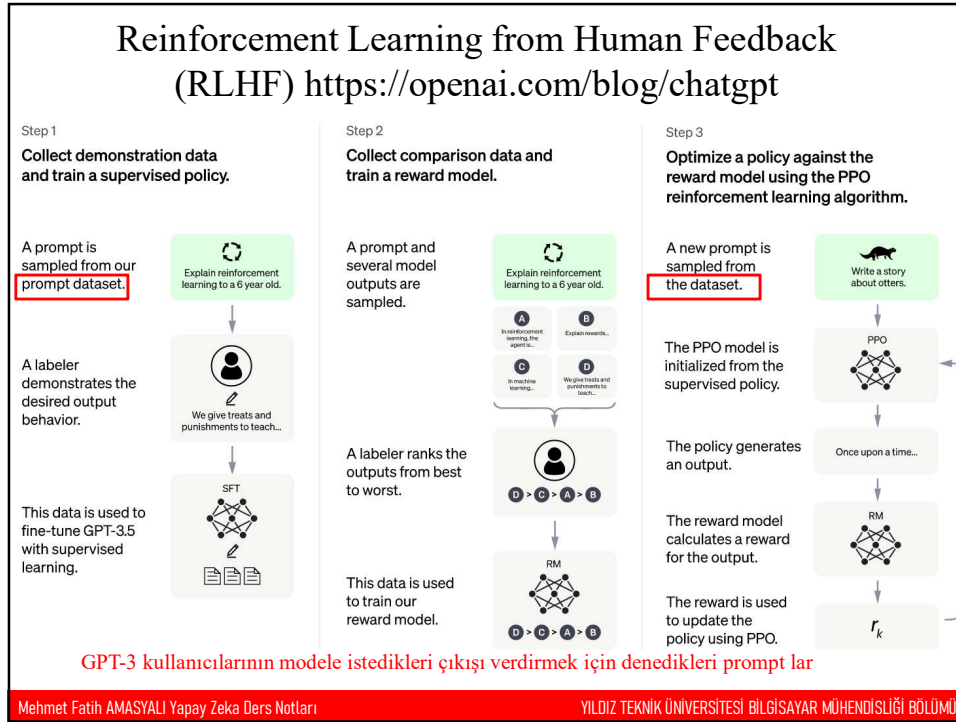 Reinforcement Learning from Human Feedback
(RLHF) https://openai.com/blog/chatgpt
Step 1
Collect demonstration data
and train a supervised policy.
A prompt is
sampled from our
prompt dataset.
Explain reinforcement
learning to a 6 year old.
A labeler
demonstrates the
desired output
behavior.
We give treats and
punishments to teach...
This data is used to
fine-tune GPT-3.5
with supervised
learning.
SFT
Step 2
Collect comparison data and
train a reward model.
A prompt and
several model
outputs are
sampled.
Explain reinforcement
learning to a 6 year old.
A
In reinforcement
learning, the
agent is...
B
Explain rewards...
C
In machine
learning...
D
We give treats and
punishments to
teach...
A labeler ranks the
outputs from best
to worst.
D > C > A > B
This data is used
to train our
reward model.
RM
D > C > A > B
Step 3
Optimize a policy against the
reward model using the PPO
reinforcement learning algorithm.
A new prompt is
sampled from
the dataset.
Write a story
about otters.
The PPO model is
initialized from the
supervised policy.
PPO
The policy generates
an output.
Once upon a time...
The reward model
calculates a reward
for the output.
RM
The reward is used
to update the
policy using PPO.
rk
GPT-3 kullanıcılarının modele istedikleri çıkışı verdirmek için denedikleri prompt lar
Mehmet Fatih AMASYALI Yapay Zeka Ders Notları
YILDIZ TEKNİK ÜNİVERSİTESİ BİLGİSAYAR MÜHENDİSLİĞİ BÖLÜMÜ